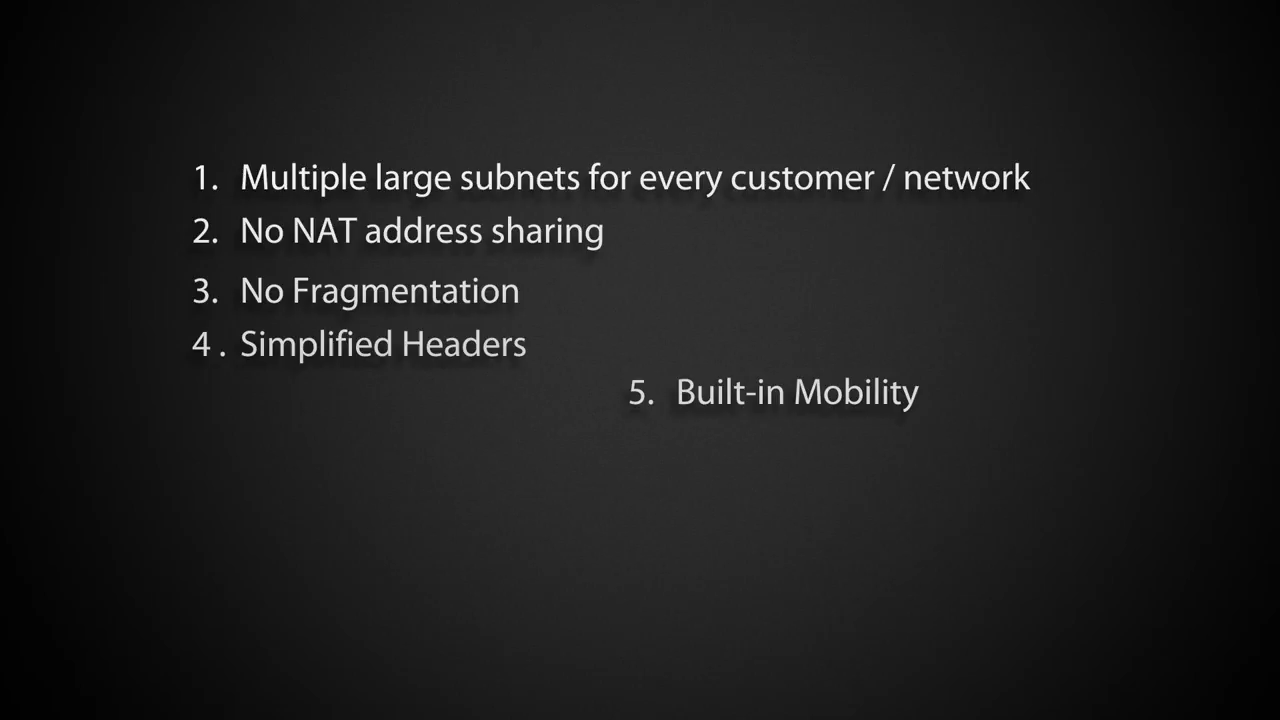 1. Multiple large subnets for every customer / network
2. No NAT address sharing
3. No Fragmentation
4 . Simplified Headers
5. Built-in Mobility